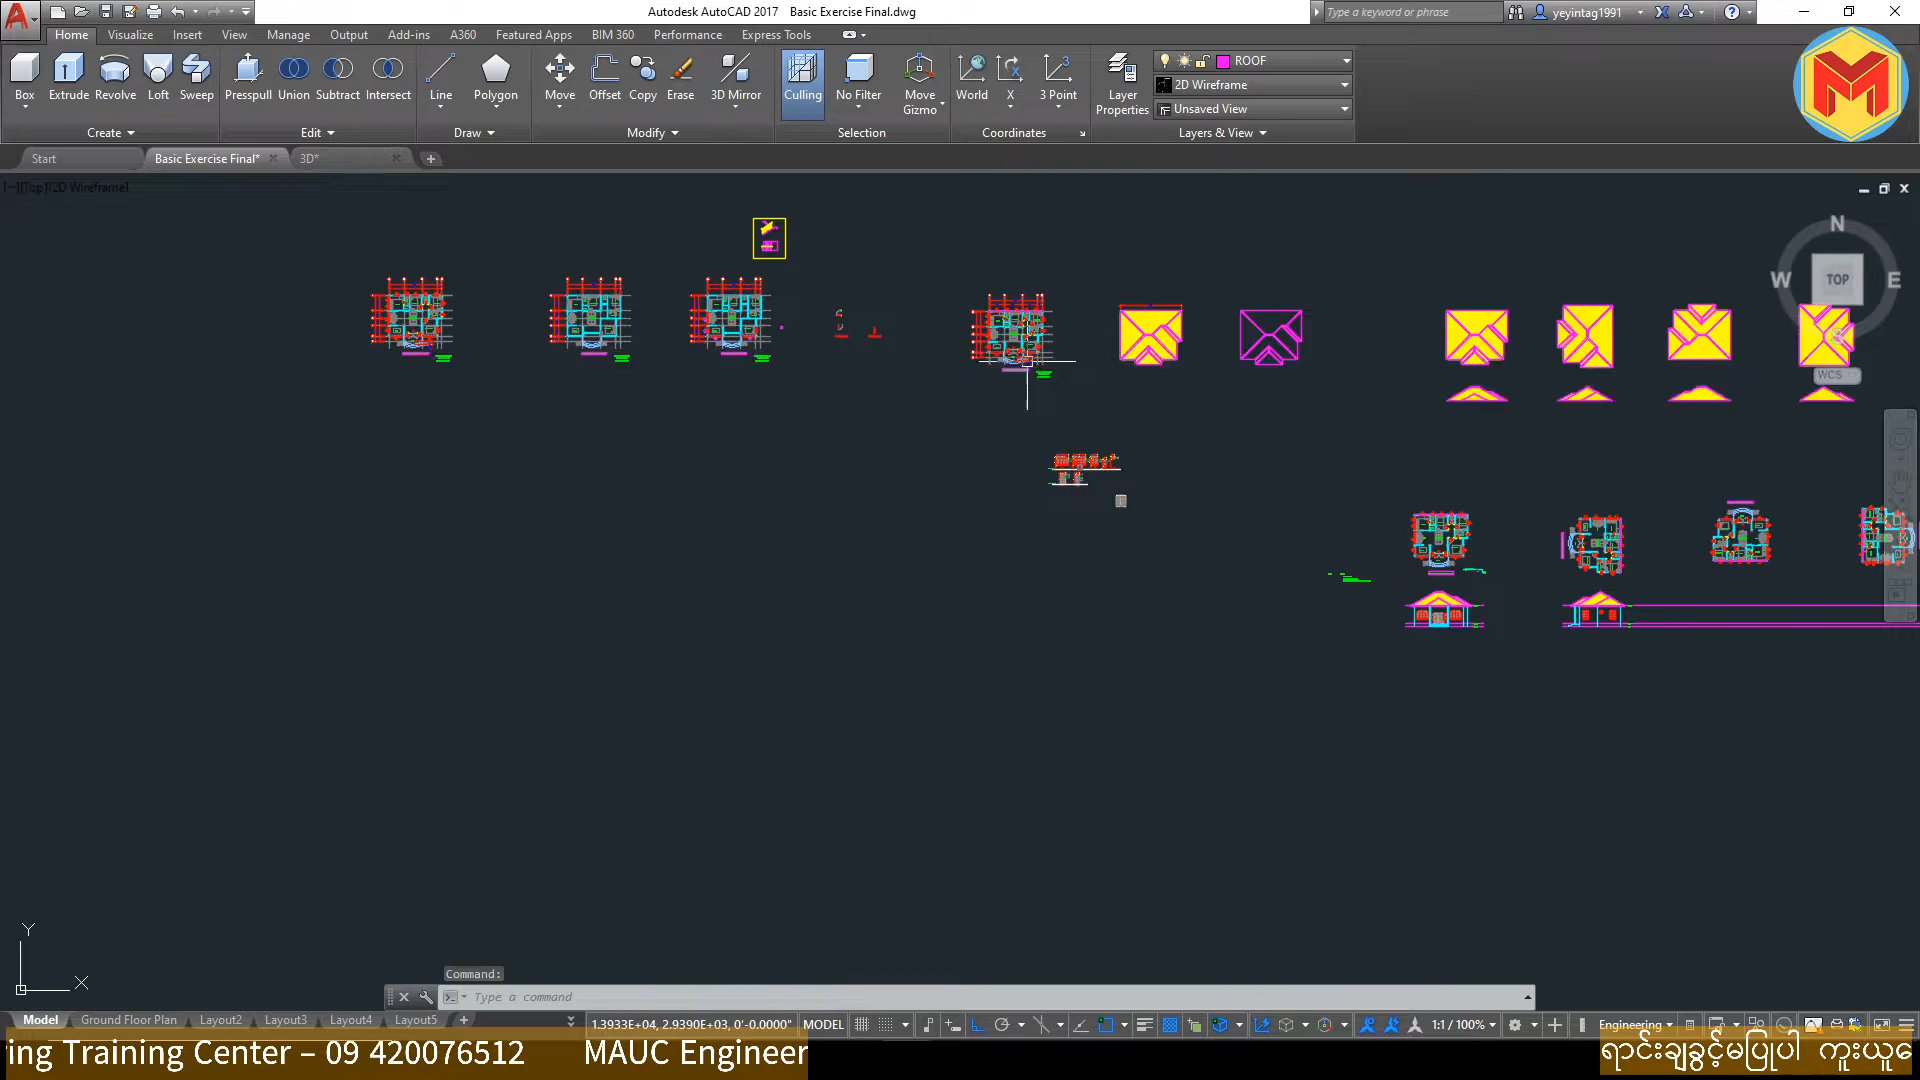 Autodesk AutoCAD 2017 Basic Exercise Final.dwg
Type a keyword or phrase
yeyintag1991
Home Visualize Insert View Manage Output Add-ins A360 Featured Apps BIM 360 Performance Express Tools
Box Extrude Revolve Loft Sweep Presspull Union Subtract Intersect Line Polygon Move Offset Copy Erase 3D Mirror Culling No Filter Move Gizmo World X 3 Point Layer Properties
ROOF
2D Wireframe
Unsaved View
Create Edit Draw Modify Selection Coordinates Layers & View
Start Basic Exercise Final* 3D*
[−][Top][2D Wireframe]
N
W TOP E
S
WCS
Y
X
Command:
Type a command
Model Ground Floor Plan Layout2 Layout3 Layout4 Layout5
1.3933E+04, 2.9390E+03, 0'-0.0000" MODEL 1:1 / 100% Engineering
ring Training Center – 09 420076512 MAUC Engineer
ရောင်းချခွင့်မပြုပါ ကူးယူ